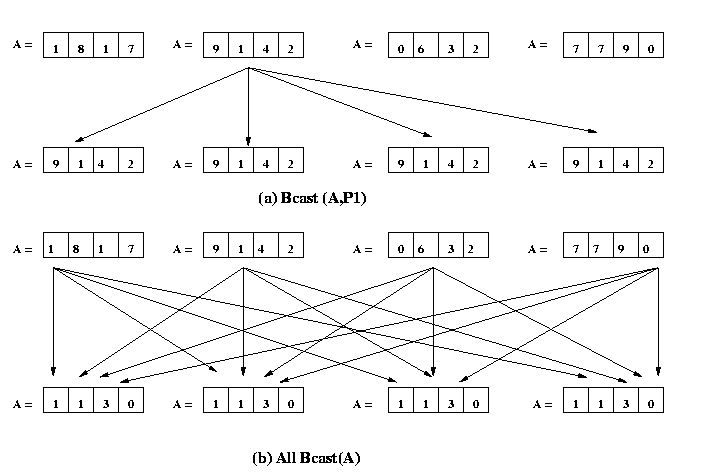 A = 1 8 1 7 A = 9 1 4 2 A = 0 6 3 2 A = 7 7 9 0
A = 9 1 4 2 A = 9 1 4 2 A = 9 1 4 2 A = 9 1 4 2
(a) Bcast (A,P1)
A = 1 8 1 7 A = 9 1 4 2 A = 0 6 3 2 A = 7 7 9 0
A = 1 1 3 0 A = 1 1 3 0 A = 1 1 3 0 A = 1 1 3 0
(b) All Bcast(A)